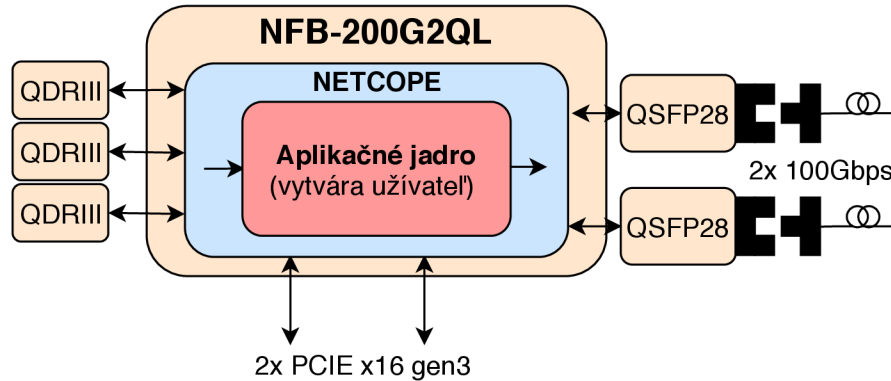 NFB-200G2QL
NETCOPE
QDRIII
QDRIII
QDRIII
Aplikačné jadro
(vytvára užívateľ)
QSFP28
2x 100Gbps
QSFP28
2x PCIE x16 gen3